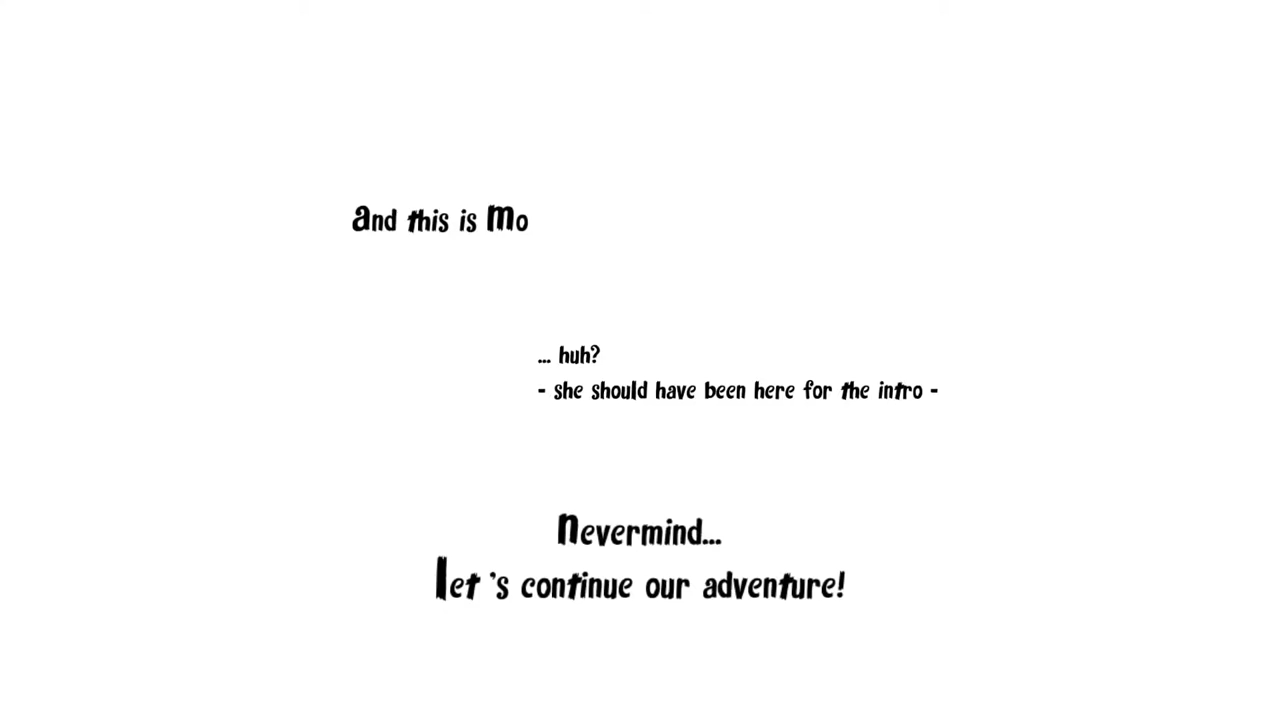 and this is mo
... huh?
- she should have been here for the intro -
nevermind...
let 's continue our adventure!